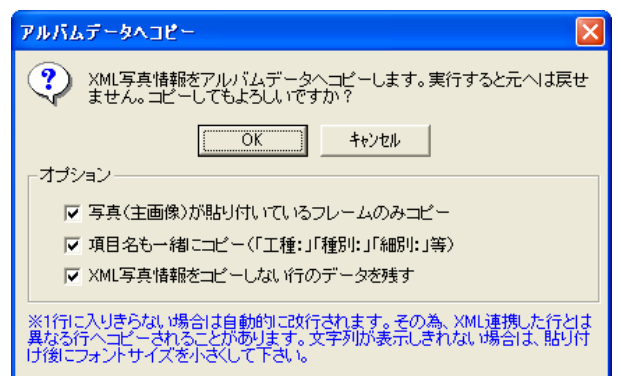 アルバムデータへコピー
XML写真情報をアルバムデータへコピーします。実行すると元へは戻せ
ません。コピーしてもよろしいですか?
OK
キャンセル
オプション
写真(主画像)が貼り付いているフレームのみコピー
項目名も一緒にコピー(「工種:」「種別:」「細別:」等)
XML写真情報をコピーしない行のデータを残す
※1行に入りきらない場合は自動的に改行されます。その為、XML連携した行とは
異なる行へコピーされることがあります。文字列が表示しきれない場合は、貼り付
け後にフォントサイズを小さくして下さい。